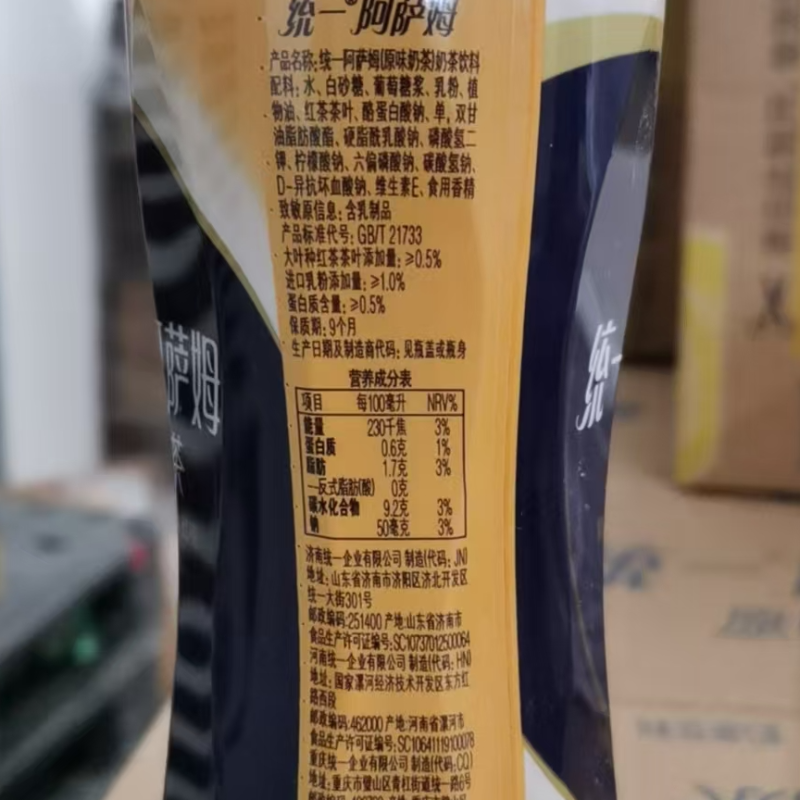 统一®阿萨姆
产品名称:统一阿萨姆(原味奶茶)奶茶饮料
配料:水、白砂糖、葡萄糖浆、乳粉、植
物油、红茶茶叶、酪蛋白酸钠、单,双甘
油脂肪酸酯、硬脂酰乳酸钠、磷酸氢二
钾、柠檬酸钠、六偏磷酸钠、碳酸氢钠、
D-异抗坏血酸钠、维生素E、食用香精
致敏原信息:含乳制品
产品标准代号:GB/T 21733
大叶种红茶茶叶添加量:≥0.5%
进口乳粉添加量:≥1.0%
蛋白质含量:≥0.5%
保质期:9个月
生产日期及制造商代码:见瓶盖或瓶身
营养成分表
项目 每100毫升 NRV%
能量 230千焦 3%
蛋白质 0.6克 1%
脂肪 1.7克 3%
—反式脂肪(酸) 0克
碳水化合物 9.2克 3%
钠 50毫克 3%
济南统一企业有限公司 制造(代码:JN)
地址:山东省济南市济阳区济北开发区
统一大街301号
邮政编码:251400 产地:山东省济南市
食品生产许可证编号:SC10737012500064
河南统一企业有限公司 制造(代码:HN)
地址:国家漯河经济技术开发区东方红
路西段
邮政编码:462000 产地:河南省漯河市
食品生产许可证编号:SC10641119100078
重庆统一企业有限公司 制造(代码:CQ)
地址:重庆市璧山区青杠街道统一路6号
阿萨姆
茶
统一